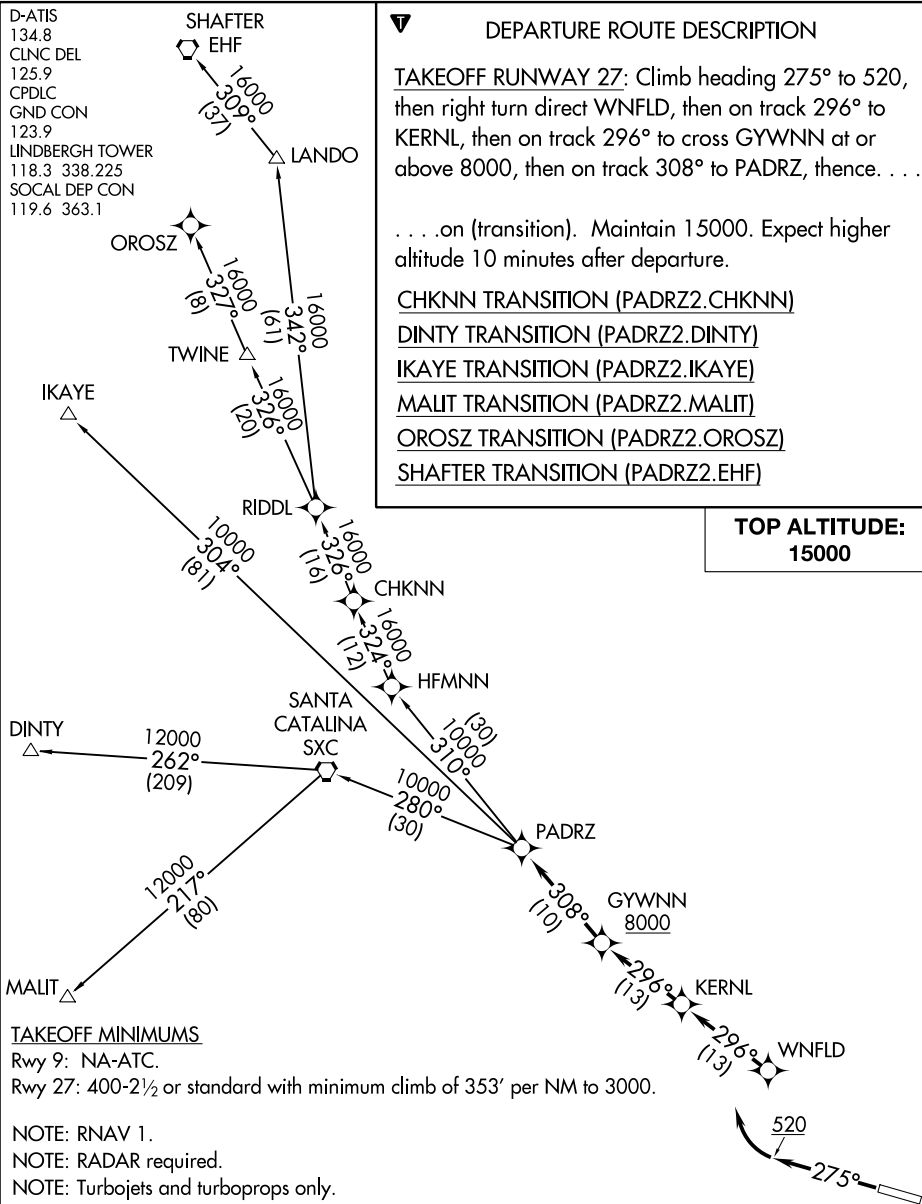 D-ATIS
134.8
CLNC DEL
125.9
CPDLC
GND CON
123.9
LINDBERGH TOWER
118.3 338.225
SOCAL DEP CON
119.6 363.1
T
DEPARTURE ROUTE DESCRIPTION
TAKEOFF RUNWAY 27: Climb heading 275° to 520,
then right turn direct WNFLD, then on track 296° to
KERNL, then on track 296° to cross GYWNN at or
above 8000, then on track 308° to PADRZ, thence. . . .
. . . .on (transition). Maintain 15000. Expect higher
altitude 10 minutes after departure.
CHKNN TRANSITION (PADRZ2.CHKNN)
DINTY TRANSITION (PADRZ2.DINTY)
IKAYE TRANSITION (PADRZ2.IKAYE)
MALIT TRANSITION (PADRZ2.MALIT)
OROSZ TRANSITION (PADRZ2.OROSZ)
SHAFTER TRANSITION (PADRZ2.EHF)
TOP ALTITUDE:
15000
SHAFTER
EHF
16000
309°
(37)
LANDO
OROSZ
16000
327°
(8)
16000
342°
(61)
TWINE
16000
326°
(20)
IKAYE
RIDDL
10000
304°
(81)
16000
326°
(16)
CHKNN
16000
324°
(12)
HFMNN
SANTA
CATALINA
SXC
(30)
10000
310°
DINTY
12000
262°
(209)
10000
280°
(30)
PADRZ
12000
217°
(80)
308°
(10)
GYWNN
8000
296°
(13)
KERNL
MALIT
296°
(13)
WNFLD
520
275°
TAKEOFF MINIMUMS
Rwy 9: NA-ATC.
Rwy 27: 400-2½ or standard with minimum climb of 353' per NM to 3000.
NOTE: RNAV 1.
NOTE: RADAR required.
NOTE: Turbojets and turboprops only.